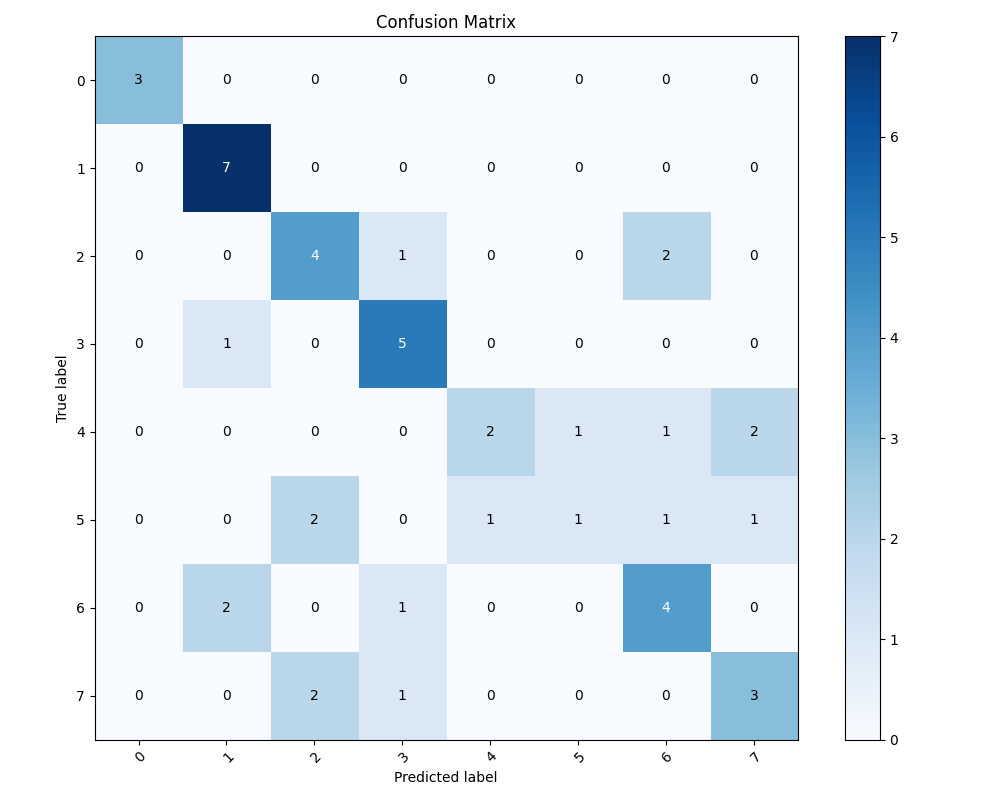 Confusion Matrix
0 3 0 0 0 0 0 0 0
1 0 7 0 0 0 0 0 0
2 0 0 4 1 0 0 2 0
3 0 1 0 5 0 0 0 0
4 0 0 0 0 2 1 1 2
5 0 0 2 0 1 1 1 1
6 0 2 0 1 0 0 4 0
7 0 0 2 1 0 0 0 3
0 1 2 3 4 5 6 7
True label
Predicted label
7
6
5
4
3
2
1
0